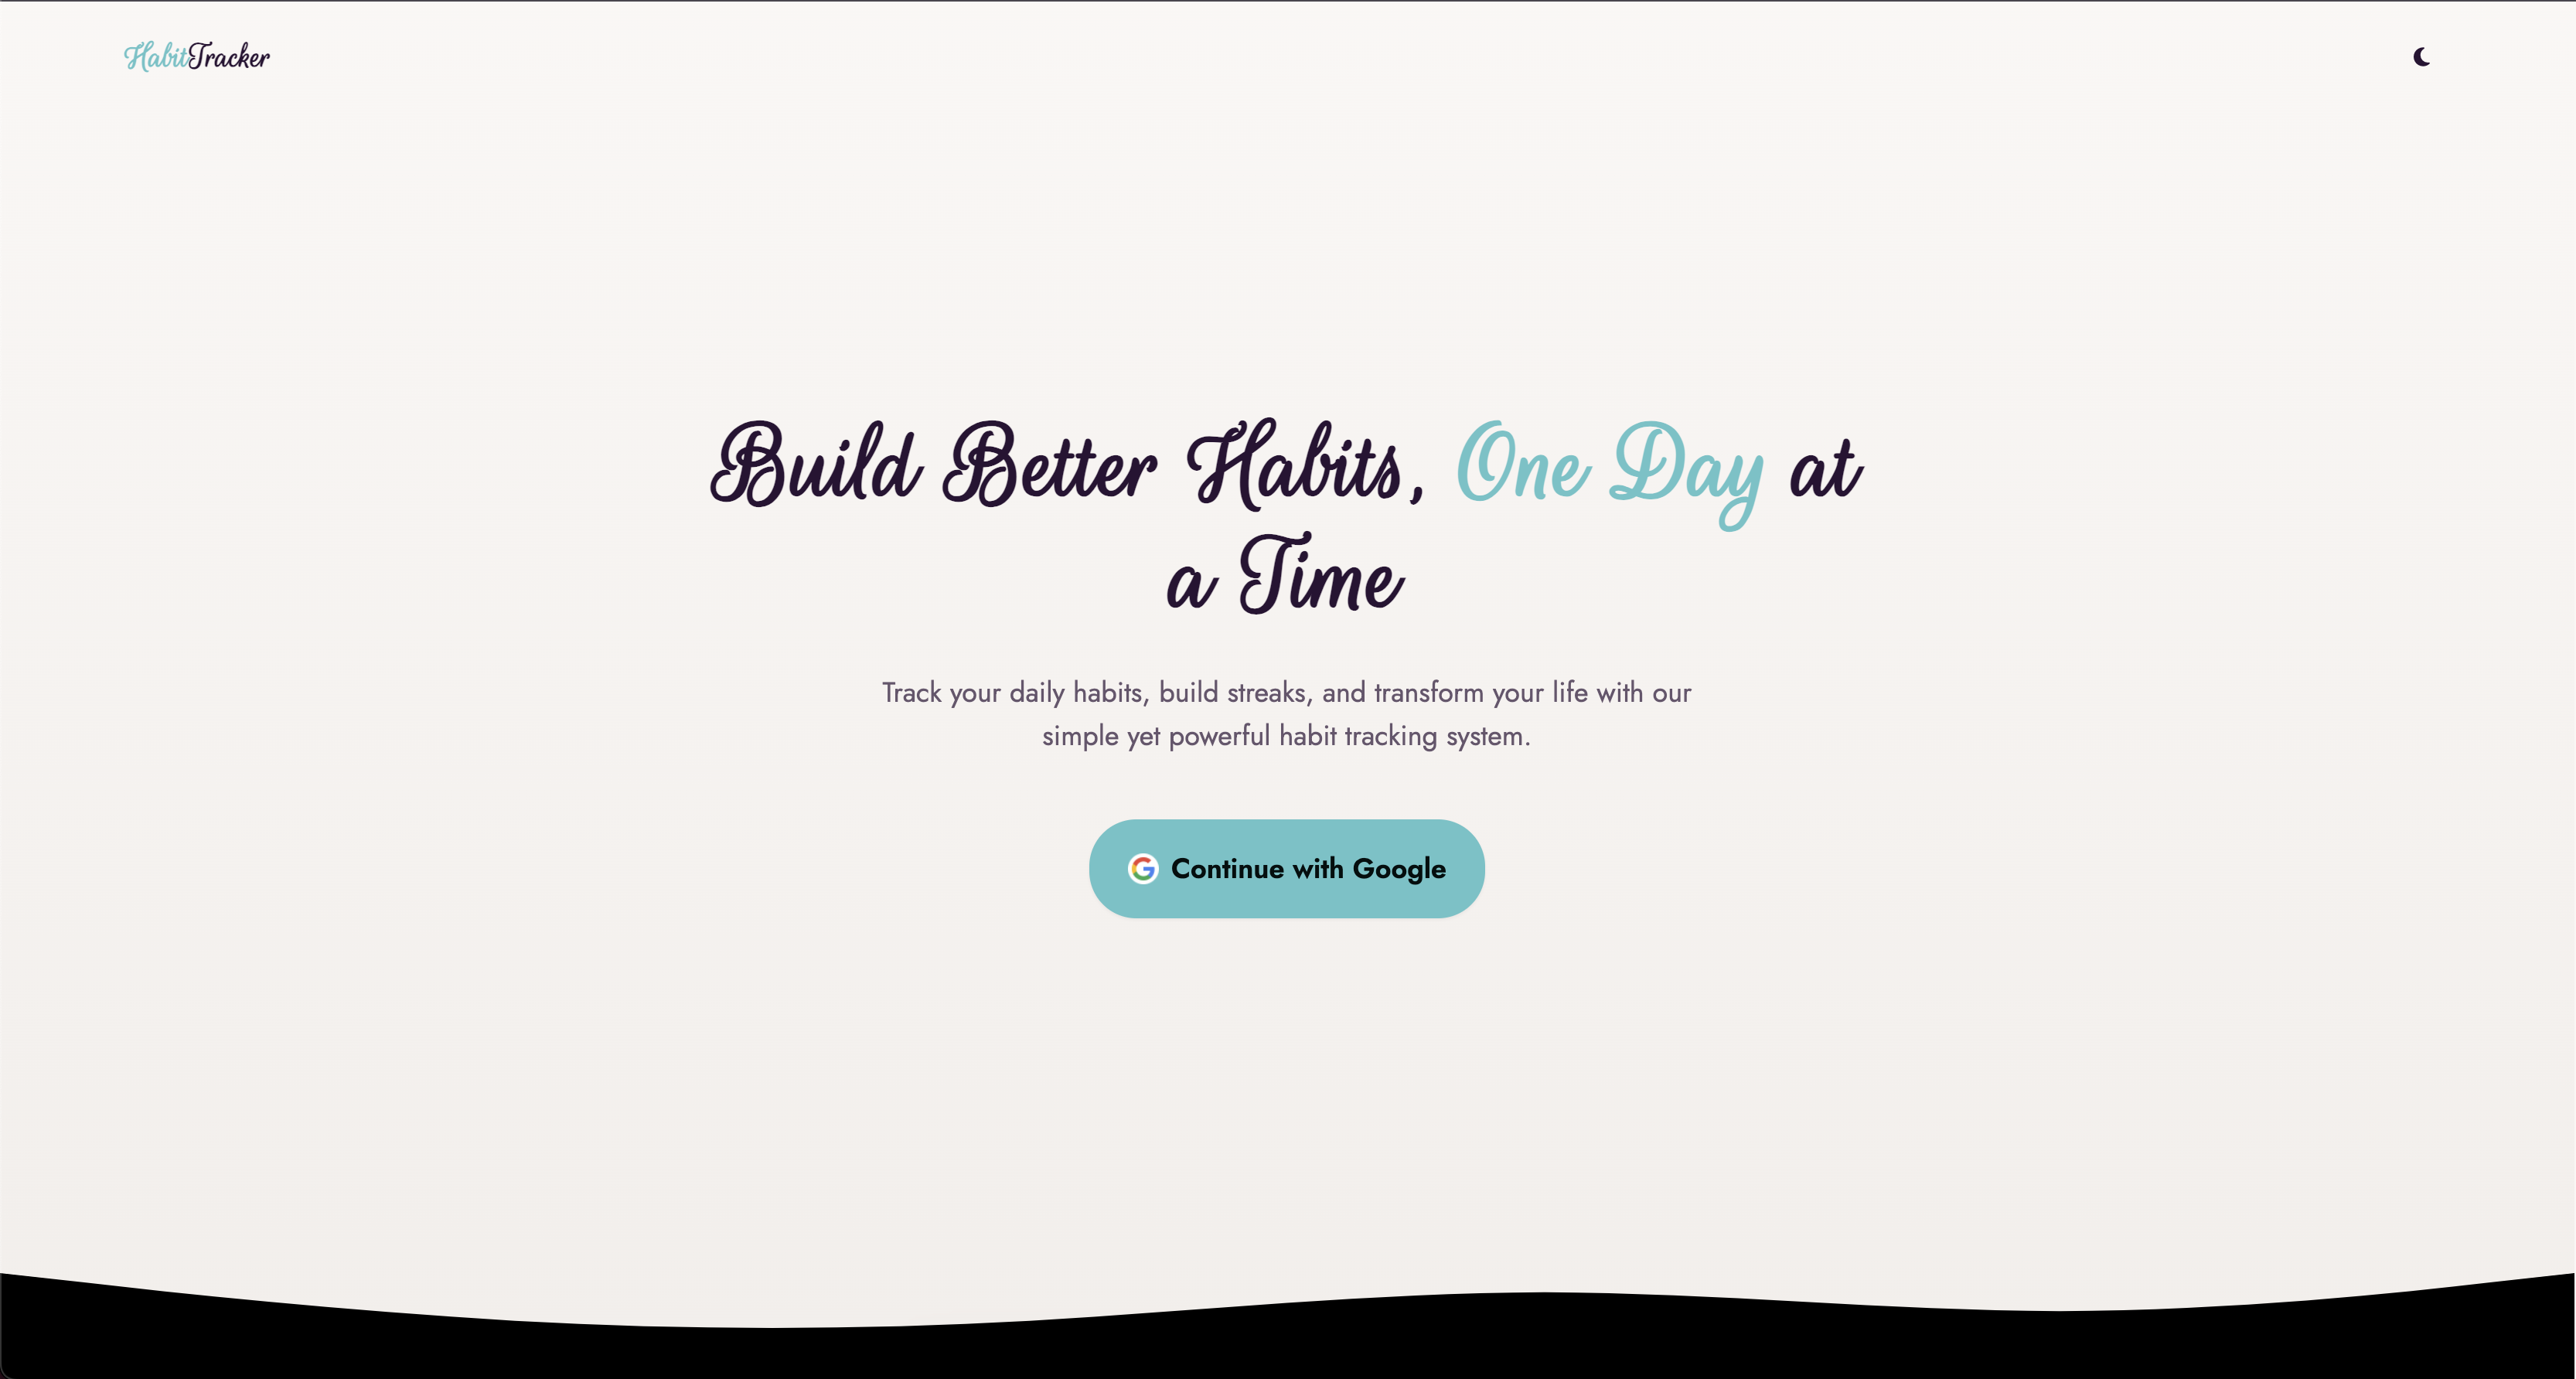 HabitTracker
Build Better Habits, One Day at
a Time
Track your daily habits, build streaks, and transform your life with our
simple yet powerful habit tracking system.
Continue with Google